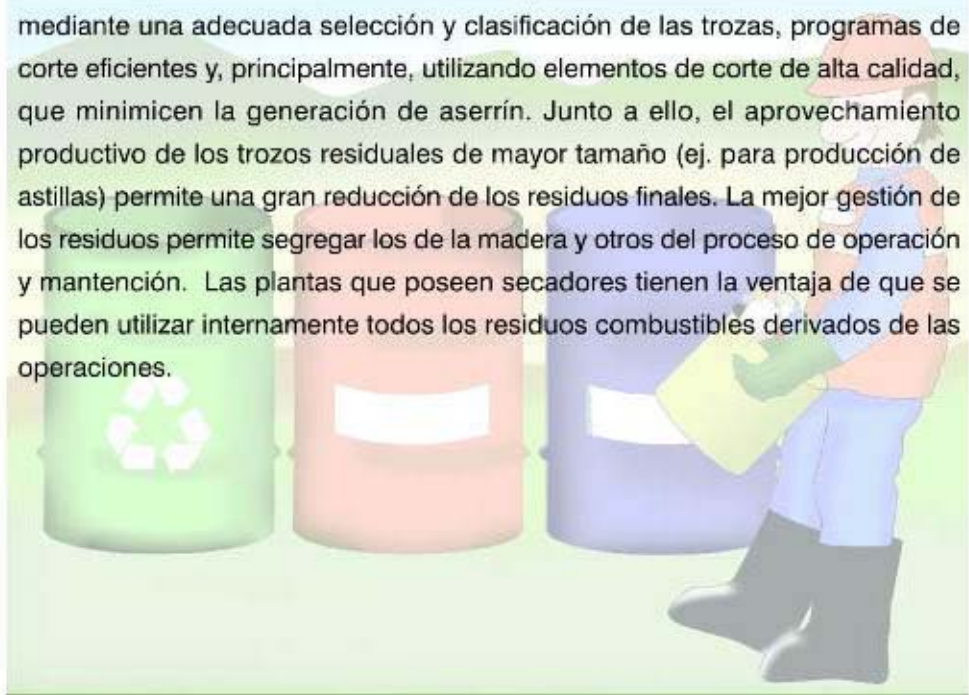 mediante una adecuada selección y clasificación de las trozas, programas de
corte eficientes y, principalmente, utilizando elementos de corte de alta calidad,
que minimicen la generación de aserrín. Junto a ello, el aprovechamiento
productivo de los trozos residuales de mayor tamaño (ej. para producción de
astillas) permite una gran reducción de los residuos finales. La mejor gestión de
los residuos permite segregar los de la madera y otros del proceso de operación
y mantención. Las plantas que poseen secadores tienen la ventaja de que se
pueden utilizar internamente todos los residuos combustibles derivados de las
operaciones.